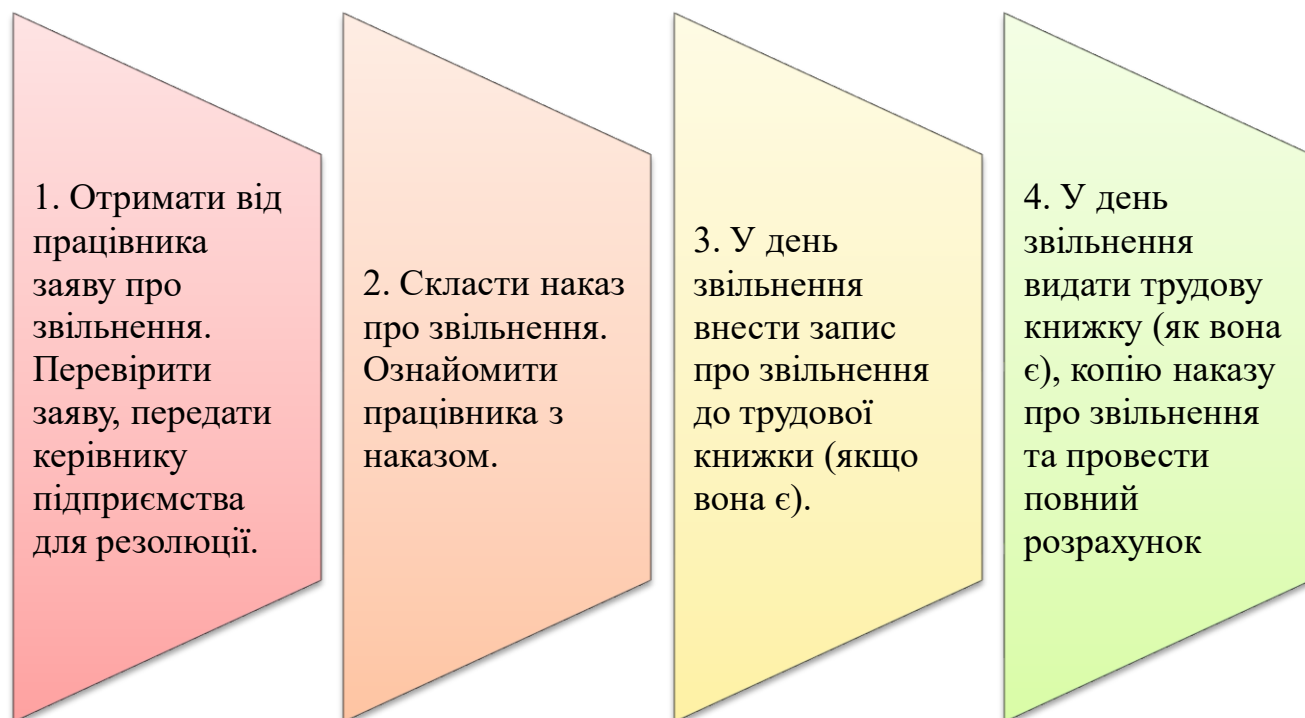 1. Отримати від
працівника
заяву про
звільнення.
Перевірити
заяву, передати
керівнику
підприємства
для резолюції.
2. Скласти наказ
про звільнення.
Ознайомити
працівника з
наказом.
3. У день
звільнення
внести запис
про звільнення
до трудової
книжки (якщо
вона є).
4. У день
звільнення
видати трудову
книжку (як вона
є), копію наказу
про звільнення
та провести
повний
розрахунок